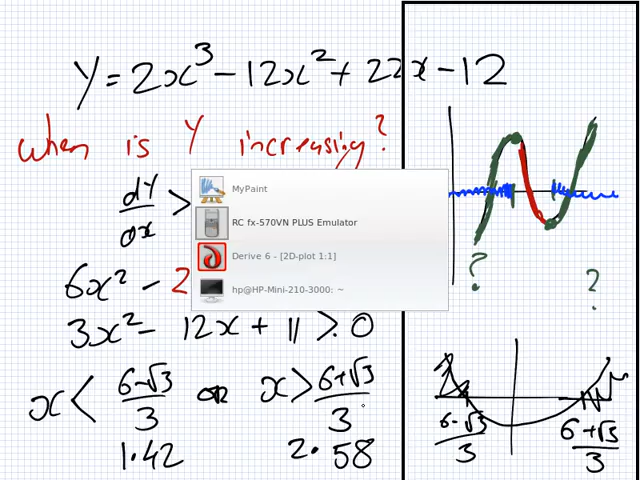 Y = 2x³ - 12x² + 22x - 12
when is Y increasing?
dY
dx
>
MyPaint
RC fx-570VN PLUS Emulator
Derive 6 - [2D-plot 1:1]
hp@HP-Mini-210-3000: ~
6x² - 2
3x² - 12x + 11 > 0
x < (6-√3)/3 or x > (6+√3)/3
1.42 2.58
? ?
(6-√3)/3 (6+√3)/3